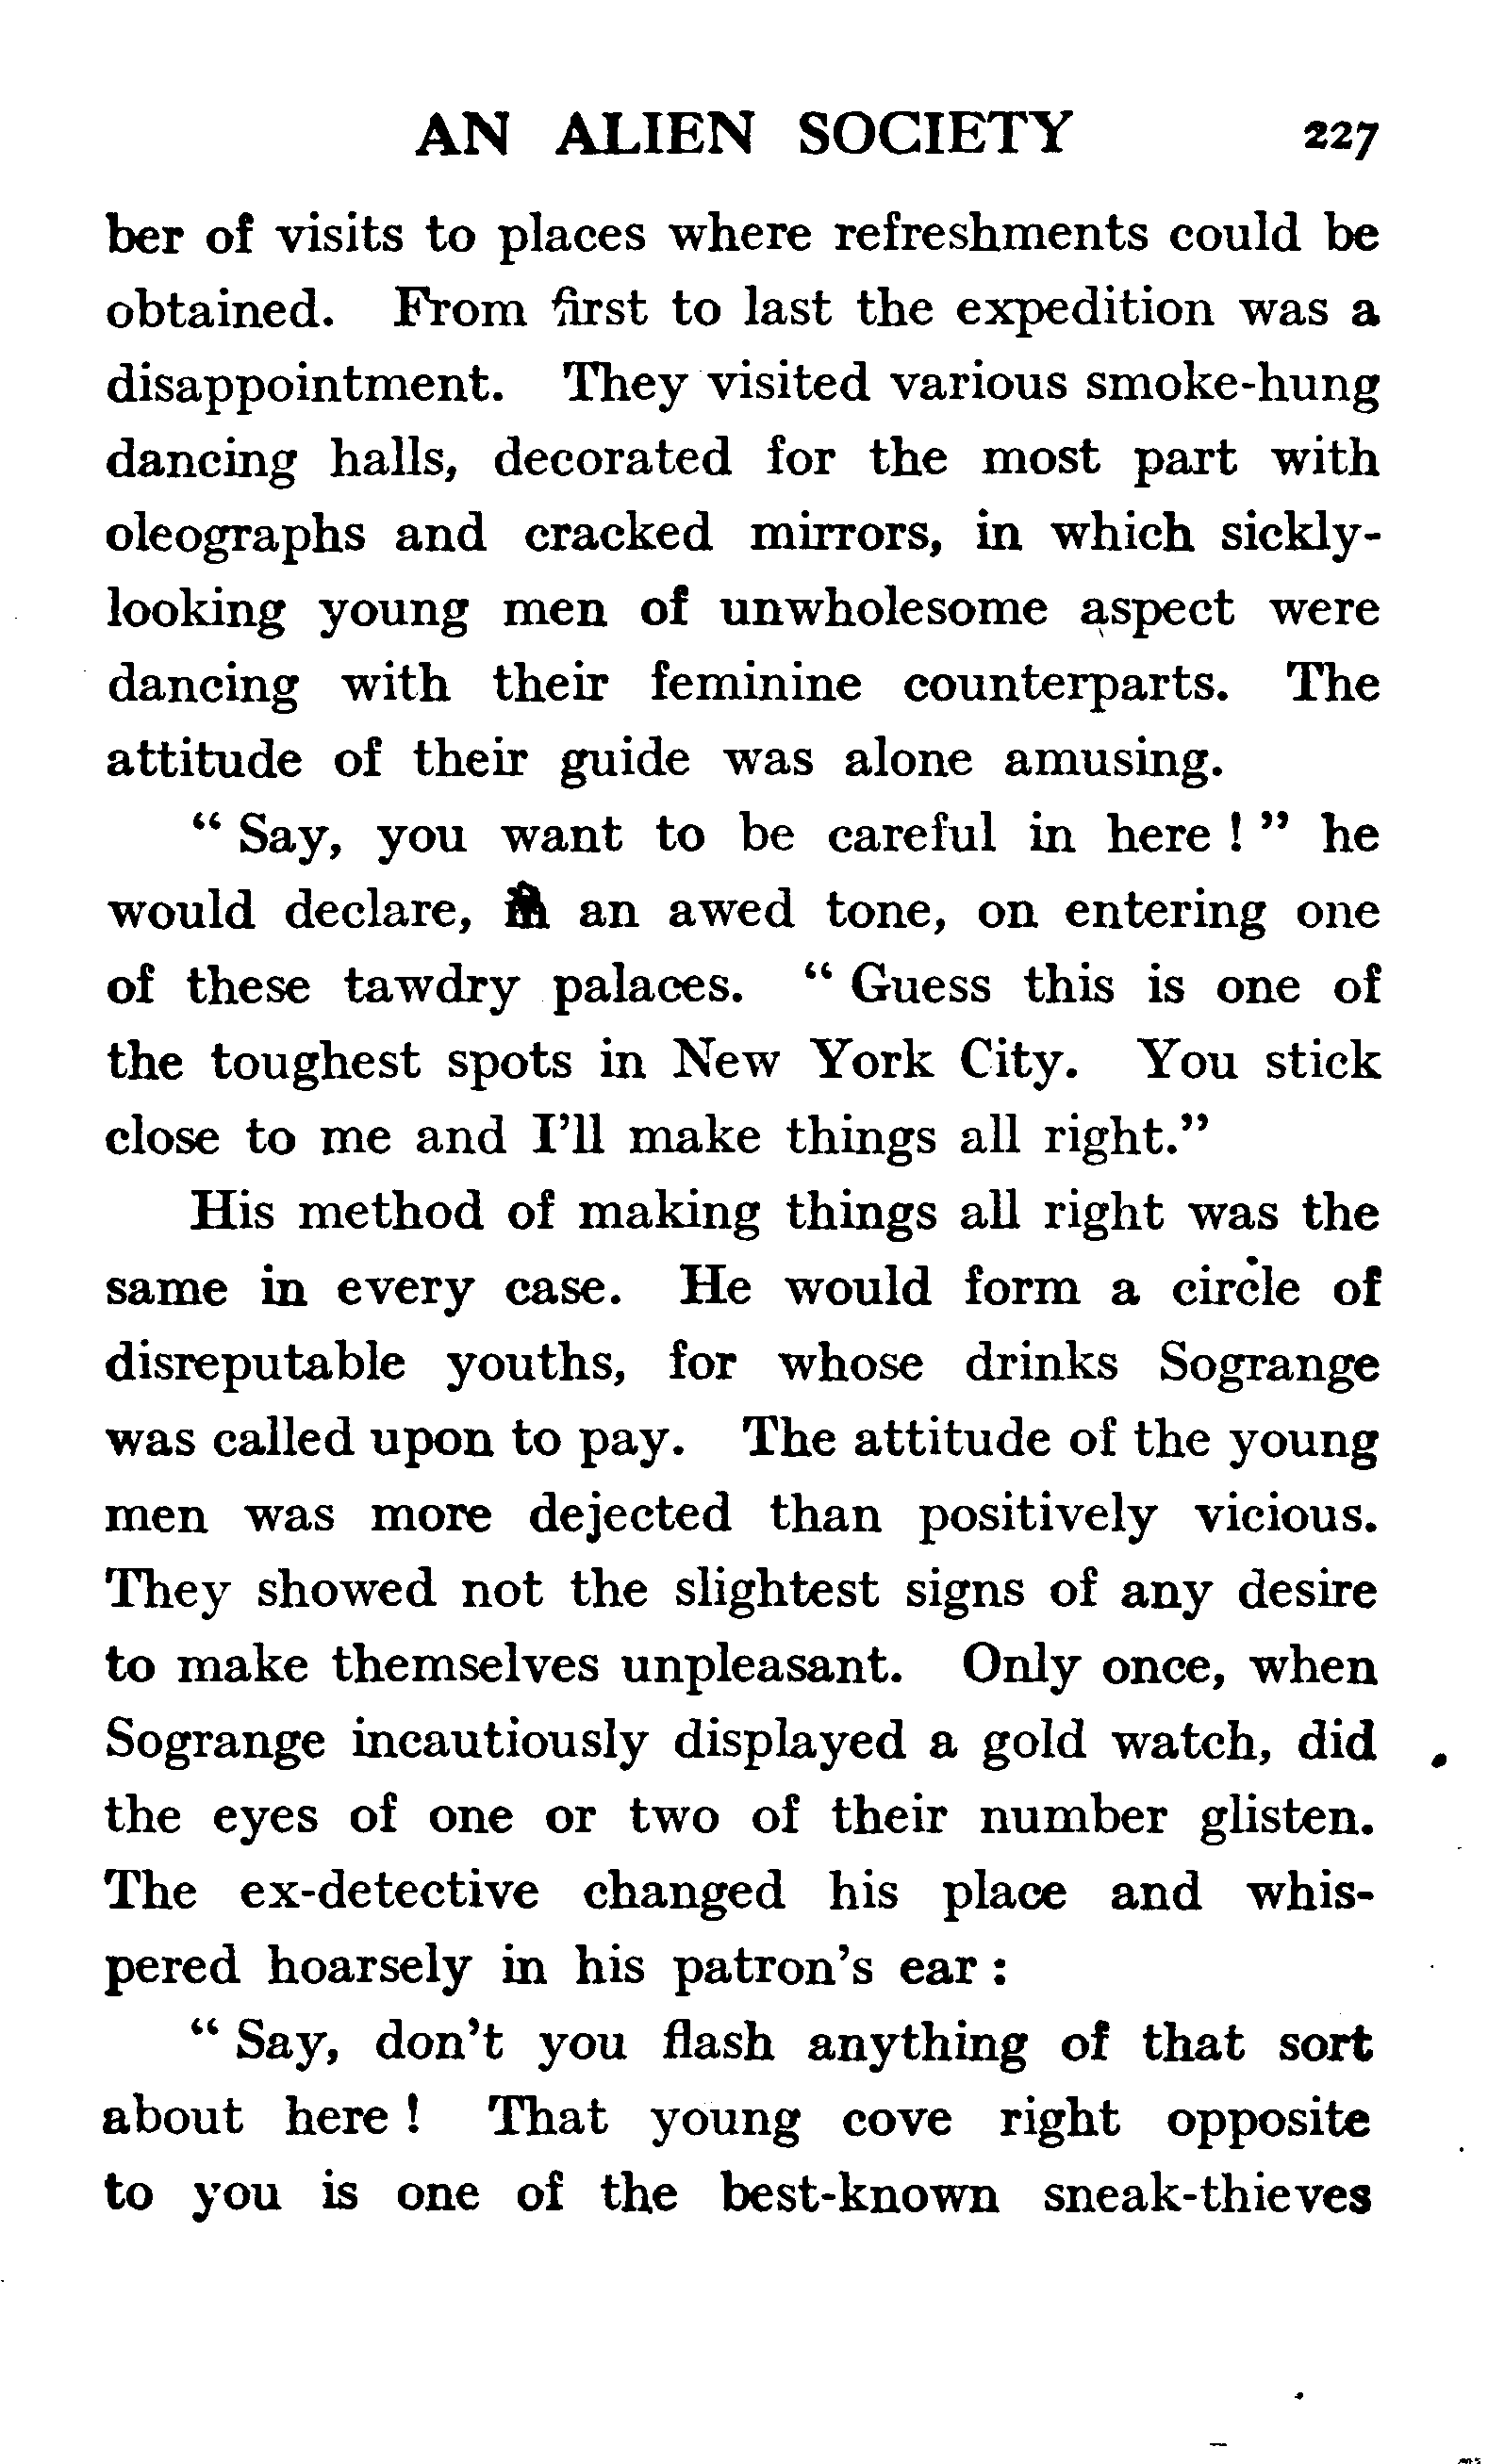 AN ALIEN SOCIETY 227
ber of visits to places where refreshments could be
obtained. From first to last the expedition was a
disappointment. They visited various smoke-hung
dancing halls, decorated for the most part with
oleographs and cracked mirrors, in which sickly-
looking young men of unwholesome aspect were
dancing with their feminine counterparts. The
attitude of their guide was alone amusing.
“ Say, you want to be careful in here ! ” he
would declare, in an awed tone, on entering one
of these tawdry palaces. “ Guess this is one of
the toughest spots in New York City. You stick
close to me and I’ll make things all right.”
His method of making things all right was the
same in every case. He would form a circle of
disreputable youths, for whose drinks Sogrange
was called upon to pay. The attitude of the young
men was more dejected than positively vicious.
They showed not the slightest signs of any desire
to make themselves unpleasant. Only once, when
Sogrange incautiously displayed a gold watch, did
the eyes of one or two of their number glisten.
The ex-detective changed his place and whis-
pered hoarsely in his patron’s ear :
“ Say, don’t you flash anything of that sort
about here ! That young cove right opposite
to you is one of the best-known sneak-thieves